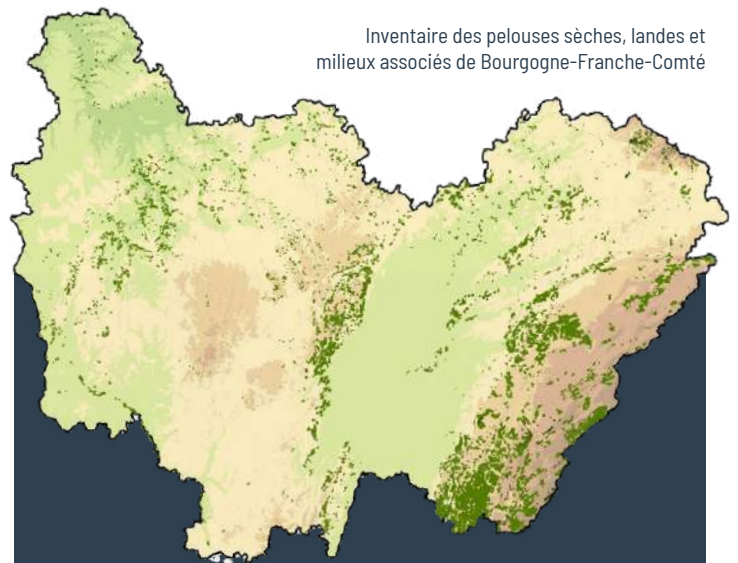 Inventaire des pelouses sèches, landes et
milieux associés de Bourgogne-Franche-Comté